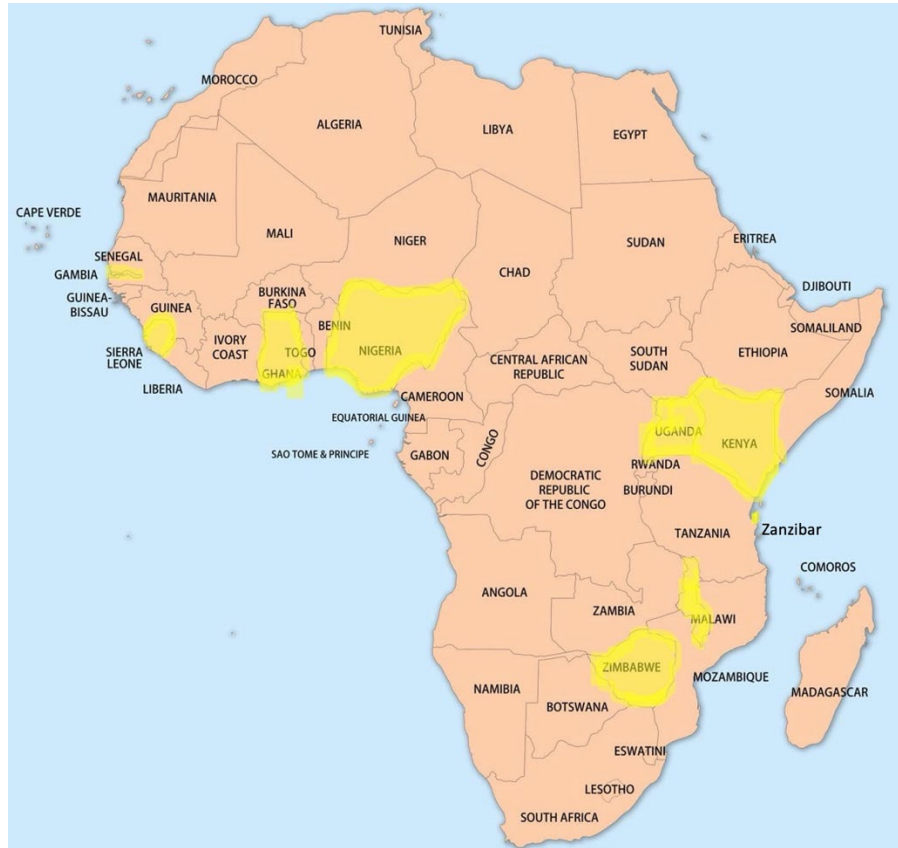 TUNISIA
MOROCCO
ALGERIA
LIBYA
EGYPT
MAURITANIA
CAPE VERDE
MALI
NIGER
CHAD
SUDAN
ERITREA
SENEGAL
GAMBIA
GUINEA-
BISSAU
GUINEA
BURKINA
FASO
BENIN
NIGERIA
DJIBOUTI
SOMALILAND
SIERRA
LEONE
IVORY
COAST
TOGO
GHANA
LIBERIA
CENTRAL AFRICAN
REPUBLIC
SOUTH
SUDAN
ETHIOPIA
SOMALIA
CAMEROON
EQUATORIAL GUINEA
SAO TOME & PRINCIPE
GABON
CONGO
UGANDA
KENYA
RWANDA
BURUNDI
DEMOCRATIC
REPUBLIC
OF THE CONGO
TANZANIA
Zanzibar
COMOROS
ANGOLA
ZAMBIA
MALAWI
ZIMBABWE
MOZAMBIQUE
MADAGASCAR
NAMIBIA
BOTSWANA
ESWATINI
LESOTHO
SOUTH AFRICA